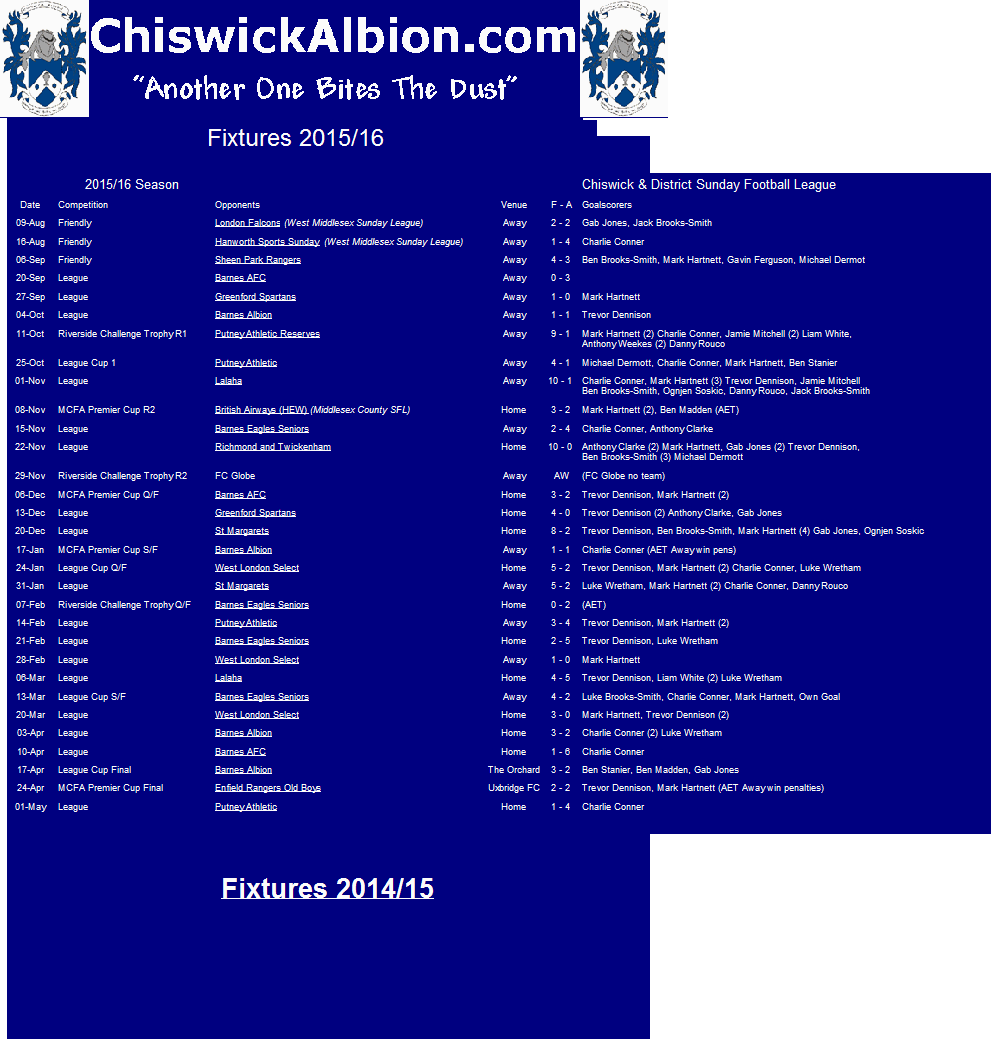 ChiswickAlbion.com
"Another One Bites The Dust"
Fixtures 2015/16
2015/16 Season Chiswick & District Sunday Football League
Date Competition Opponents Venue F - A Goalscorers
09-Aug Friendly London Falcons (West Middlesex Sunday League) Away 2 - 2 Gab Jones, Jack Brooks-Smith
16-Aug Friendly Hanworth Sports Sunday (West Middlesex Sunday League) Away 1 - 4 Charlie Conner
06-Sep Friendly Sheen Park Rangers Away 4 - 3 Ben Brooks-Smith, Mark Hartnett, Gavin Ferguson, Michael Dermot
20-Sep League Barnes AFC Away 0 - 3
27-Sep League Greenford Spartans Away 1 - 0 Mark Hartnett
04-Oct League Barnes Albion Away 1 - 1 Trevor Dennison
11-Oct Riverside Challenge Trophy R1 Putney Athletic Reserves Away 9 - 1 Mark Hartnett (2) Charlie Conner, Jamie Mitchell (2) Liam White,
Anthony Weekes (2) Danny Rouco
25-Oct League Cup 1 Putney Athletic Away 4 - 1 Michael Dermott, Charlie Conner, Mark Hartnett, Ben Stanier
01-Nov League Lalaha Away 10 - 1 Charlie Conner, Mark Hartnett (3) Trevor Dennison, Jamie Mitchell
Ben Brooks-Smith, Ognjen Soskic, Danny Rouco, Jack Brooks-Smith
08-Nov MCFA Premier Cup R2 British Airways (HEW) (Middlesex County SFL) Home 3 - 2 Mark Hartnett (2), Ben Madden (AET)
15-Nov League Barnes Eagles Seniors Away 2 - 4 Charlie Conner, Anthony Clarke
22-Nov League Richmond and Twickenham Home 10 - 0 Anthony Clarke (2) Mark Hartnett, Gab Jones (2) Trevor Dennison,
Ben Brooks-Smith (3) Michael Dermott
29-Nov Riverside Challenge Trophy R2 FC Globe Away AW (FC Globe no team)
06-Dec MCFA Premier Cup Q/F Barnes AFC Home 3 - 2 Trevor Dennison, Mark Hartnett (2)
13-Dec League Greenford Spartans Home 4 - 0 Trevor Dennison (2) Anthony Clarke, Gab Jones
20-Dec League St Margarets Home 8 - 2 Trevor Dennison, Ben Brooks-Smith, Mark Hartnett (4) Gab Jones, Ognjen Soskic
17-Jan MCFA Premier Cup S/F Barnes Albion Away 1 - 1 Charlie Conner (AET Away win pens)
24-Jan League Cup Q/F West London Select Home 5 - 2 Trevor Dennison, Mark Hartnett (2) Charlie Conner, Luke Wretham
31-Jan League St Margarets Away 5 - 2 Luke Wretham, Mark Hartnett (2) Charlie Conner, Danny Rouco
07-Feb Riverside Challenge Trophy Q/F Barnes Eagles Seniors Home 0 - 2 (AET)
14-Feb League Putney Athletic Away 3 - 4 Trevor Dennison, Mark Hartnett (2)
21-Feb League Barnes Eagles Seniors Home 2 - 5 Trevor Dennison, Luke Wretham
28-Feb League West London Select Away 1 - 0 Mark Hartnett
06-Mar League Lalaha Home 4 - 5 Trevor Dennison, Liam White (2) Luke Wretham
13-Mar League Cup S/F Barnes Eagles Seniors Away 4 - 2 Luke Brooks-Smith, Charlie Conner, Mark Hartnett, Own Goal
20-Mar League West London Select Home 3 - 0 Mark Hartnett, Trevor Dennison (2)
03-Apr League Barnes Albion Home 3 - 2 Charlie Conner (2) Luke Wretham
10-Apr League Barnes AFC Home 1 - 6 Charlie Conner
17-Apr League Cup Final Barnes Albion The Orchard 3 - 2 Ben Stanier, Ben Madden, Gab Jones
24-Apr MCFA Premier Cup Final Enfield Rangers Old Boys Uxbridge FC 2 - 2 Trevor Dennison, Mark Hartnett (AET Away win penalties)
01-May League Putney Athletic Home 1 - 4 Charlie Conner
Fixtures 2014/15